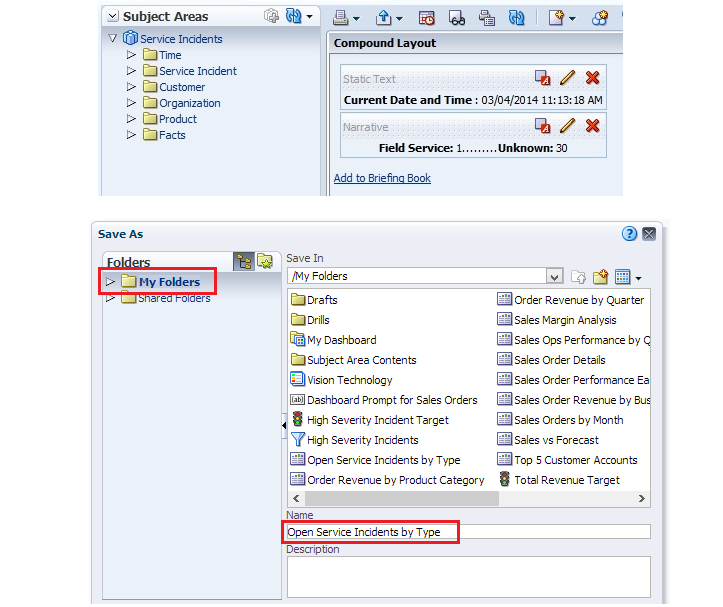 Subject Areas
Service Incidents
Time
Service Incident
Customer
Organization
Product
Facts
Compound Layout
Static Text
Current Date and Time : 03/04/2014 11:13:18 AM
Narrative
Field Service: 1.........Unknown: 30
Add to Briefing Book
Save As
Folders
My Folders
Shared Folders
Save In
/My Folders
Drafts
Drills
My Dashboard
Subject Area Contents
Vision Technology
Dashboard Prompt for Sales Orders
High Severity Incident Target
High Severity Incidents
Open Service Incidents by Type
Order Revenue by Product Category
Order Revenue by Quarter
Sales Margin Analysis
Sales Ops Performance by Q
Sales Order Details
Sales Order Performance Ea
Sales Order Revenue by Bus
Sales Orders by Month
Sales vs Forecast
Top 5 Customer Accounts
Total Revenue Target
Name
Open Service Incidents by Type
Description